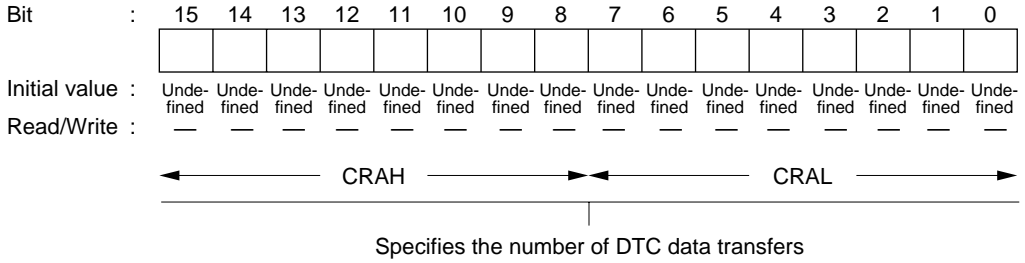 Bit : 15 14 13 12 11 10 9 8 7 6 5 4 3 2 1 0
Initial value : Unde- Unde- Unde- Unde- Unde- Unde- Unde- Unde- Unde- Unde- Unde- Unde- Unde- Unde- Unde- Unde-
fined fined fined fined fined fined fined fined fined fined fined fined fined fined fined fined
Read/Write : — — — — — — — — — — — — — — — —
CRAH CRAL
Specifies the number of DTC data transfers